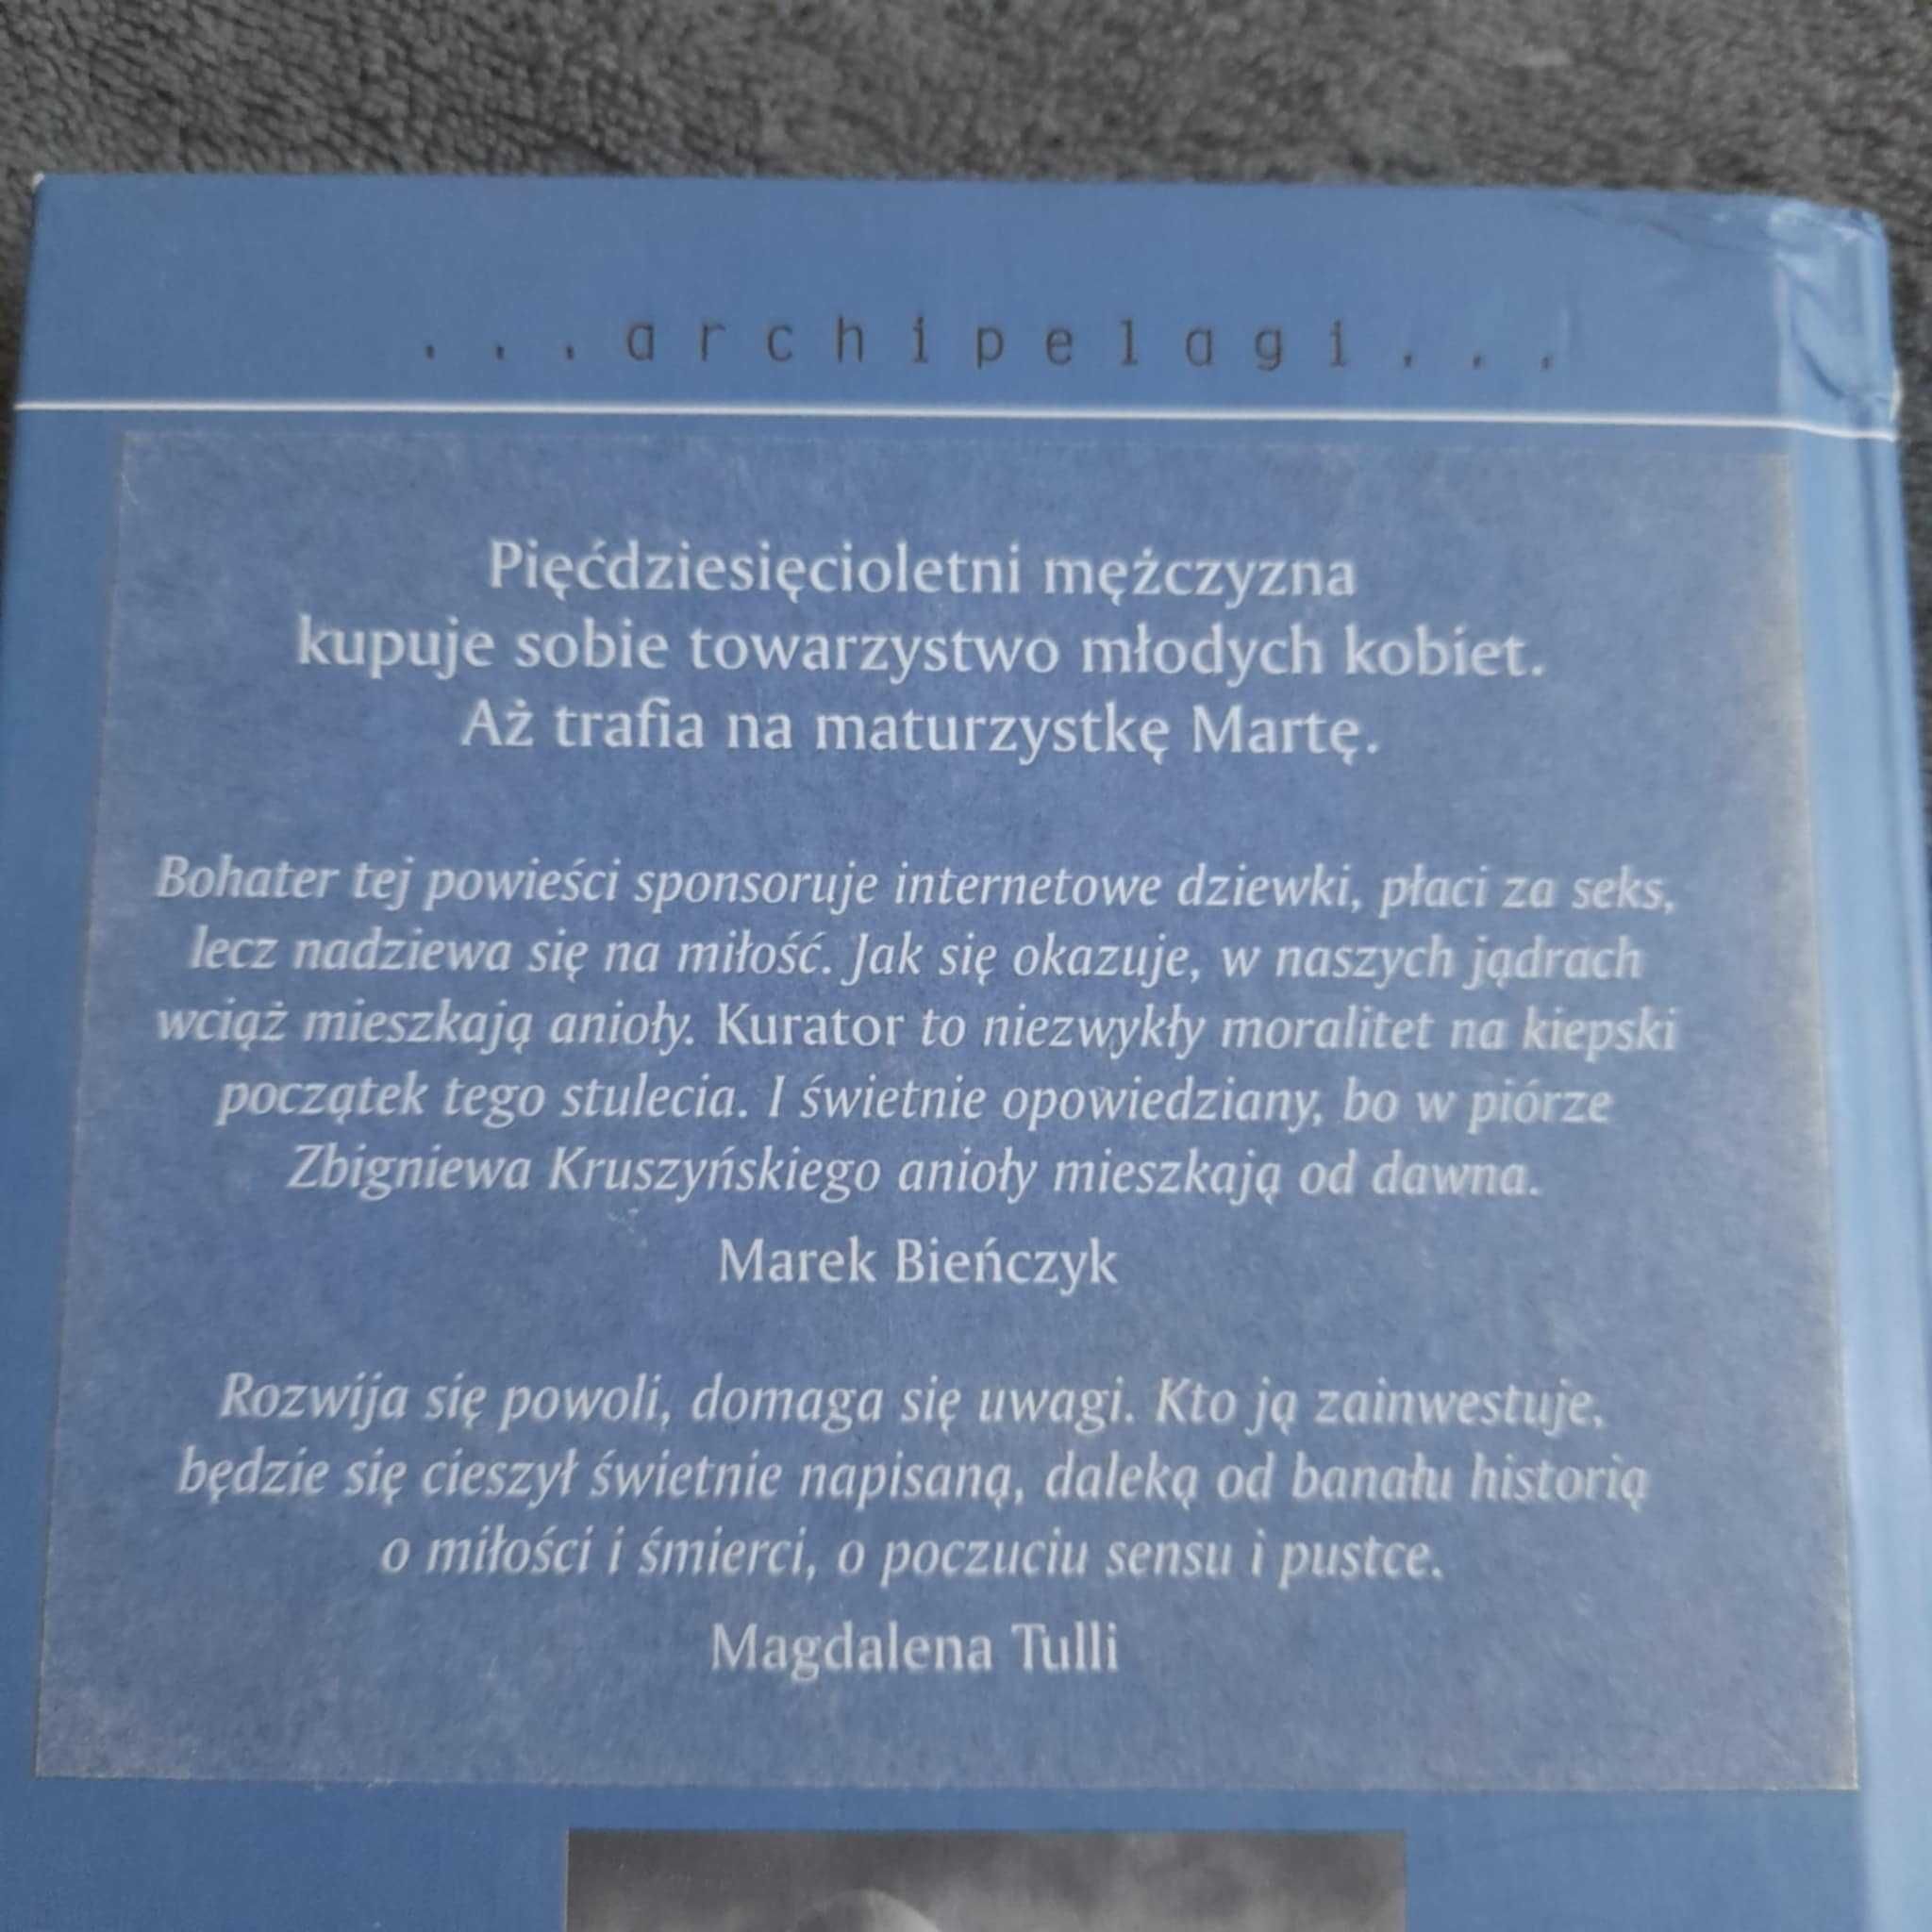 ...archipelagi...
Pięćdziesięcioletni mężczyzna
kupuje sobie towarzystwo młodych kobiet.
Aż trafia na maturzystkę Martę.
Bohater tej powieści sponsoruje internetowe dziewki, płaci za seks,
lecz nadziewa się na miłość. Jak się okazuje, w naszych jądrach
wciąż mieszkają anioły. Kurator to niezwykły moralitet na kiepski
początek tego stulecia. I świetnie opowiedziany, bo w piórze
Zbigniewa Kruszyńskiego anioły mieszkają od dawna.
Marek Bieńczyk
Rozwija się powoli, domaga się uwagi. Kto ją zainwestuje,
będzie się cieszył świetnie napisaną, daleką od banału historią
o miłości i śmierci, o poczuciu sensu i pustce.
Magdalena Tulli